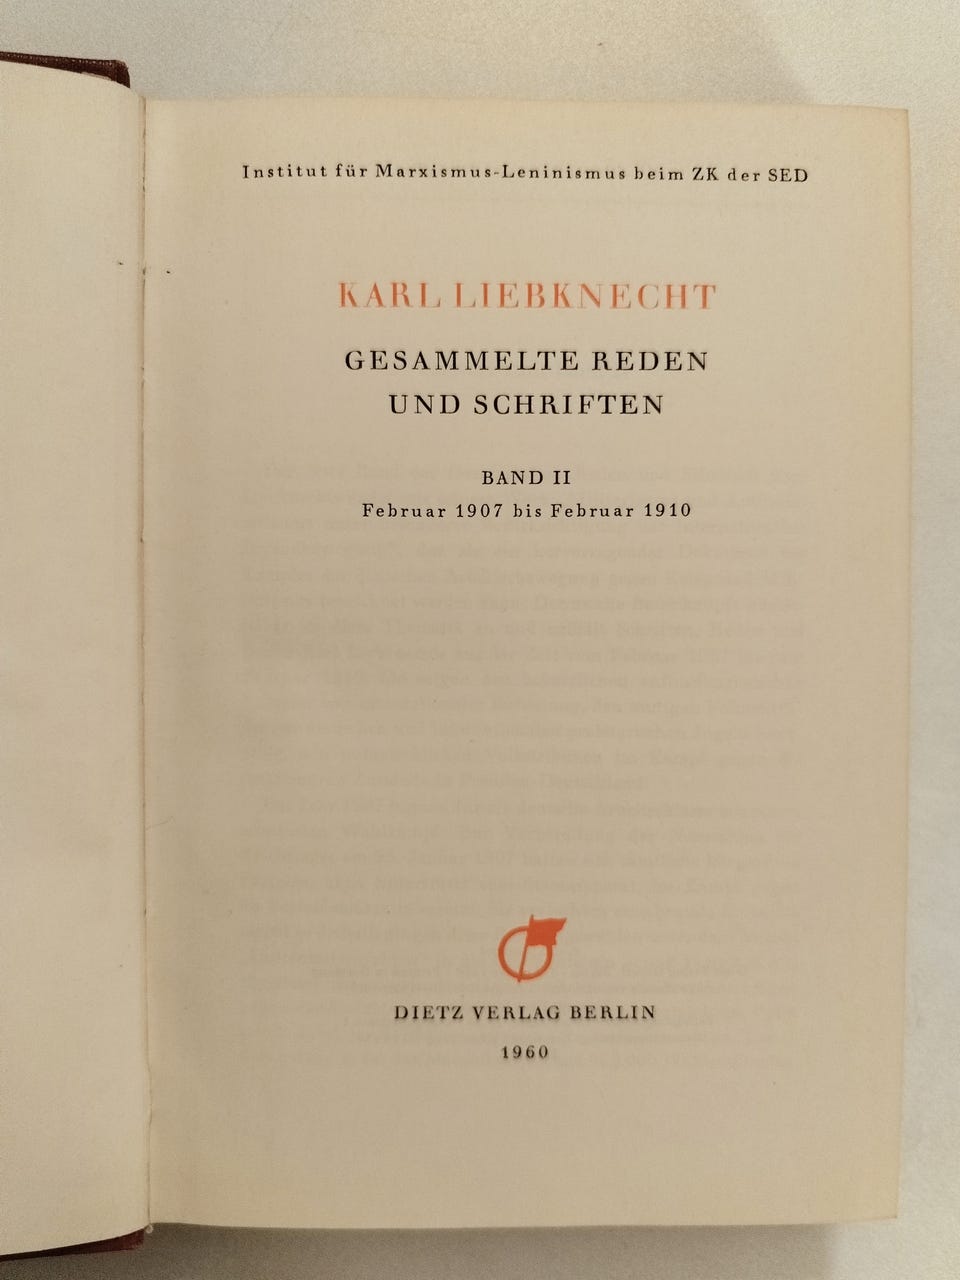 Institut für Marxismus-Leninismus beim ZK der SED
KARL LIEBKNECHT
GESAMMELTE REDEN
UND SCHRIFTEN
BAND II
Februar 1907 bis Februar 1910
DIETZ VERLAG BERLIN
1960